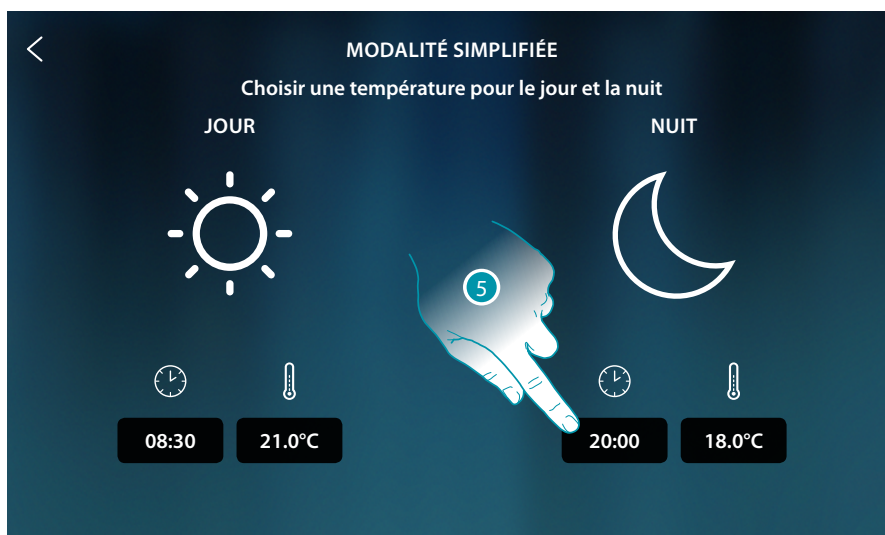 MODALITÉ SIMPLIFIÉE
Choisir une température pour le jour et la nuit
JOUR
NUIT
5
08:30
21.0°C
20:00
18.0°C